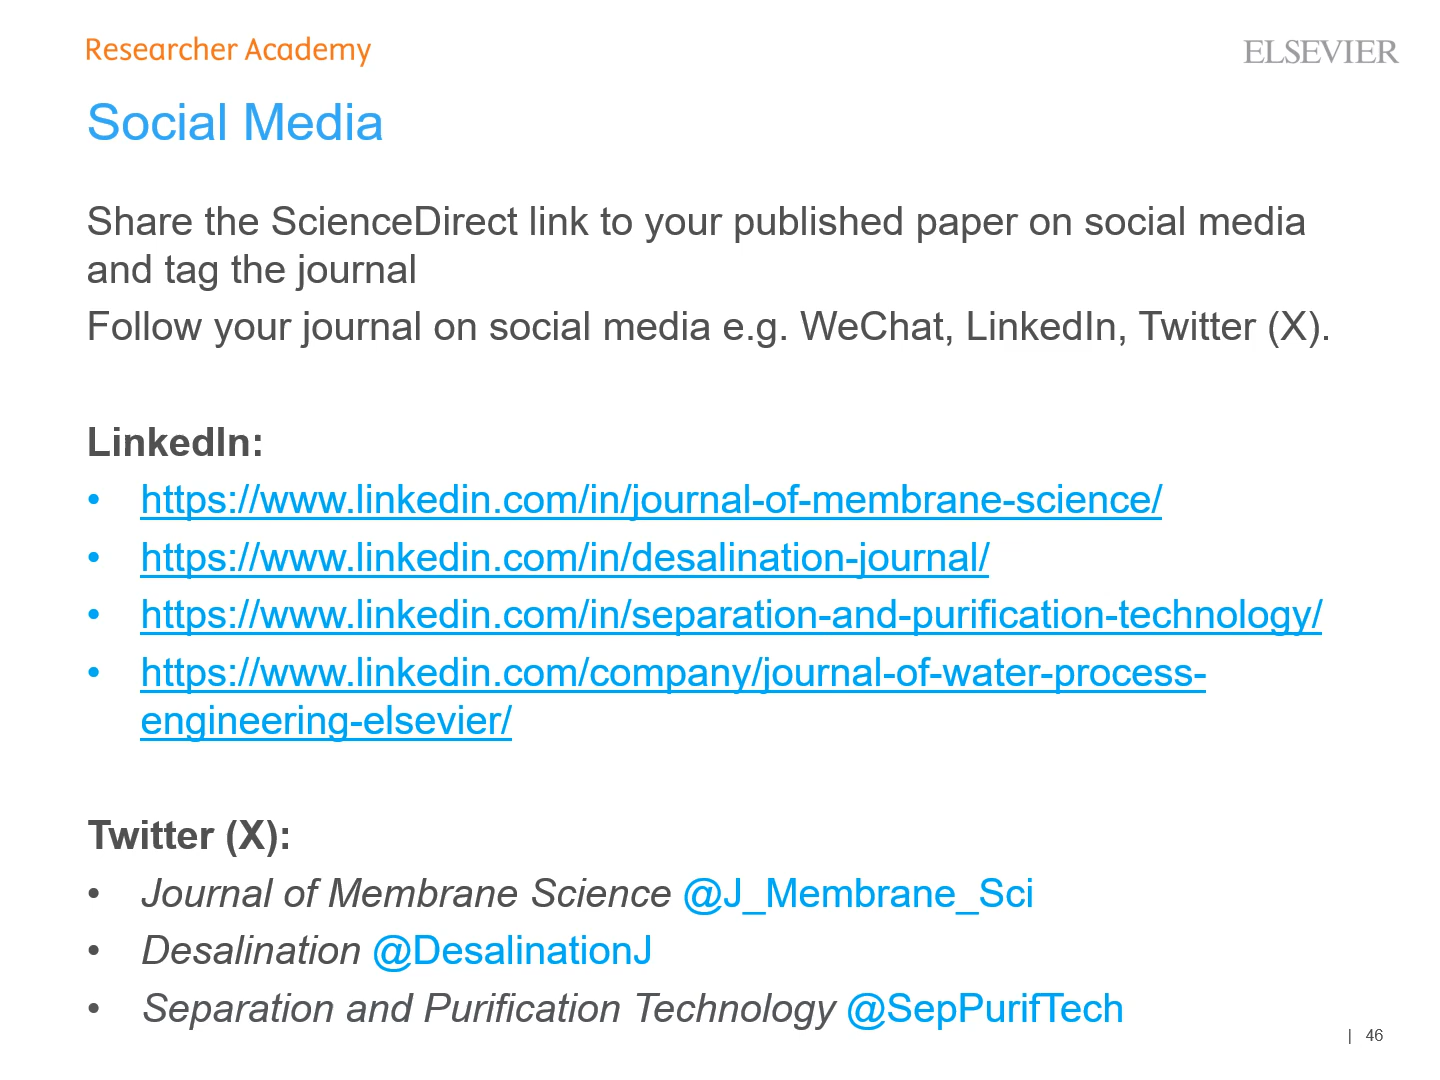 Researcher Academy
ELSEVIER
Social Media
Share the ScienceDirect link to your published paper on social media
and tag the journal
Follow your journal on social media e.g. WeChat, LinkedIn, Twitter (X).
LinkedIn:
• https://www.linkedin.com/in/journal-of-membrane-science/
• https://www.linkedin.com/in/desalination-journal/
• https://www.linkedin.com/in/separation-and-purification-technology/
• https://www.linkedin.com/company/journal-of-water-process-
engineering-elsevier/
Twitter (X):
• Journal of Membrane Science @J_Membrane_Sci
• Desalination @DesalinationJ
• Separation and Purification Technology @SepPurifTech
| 46